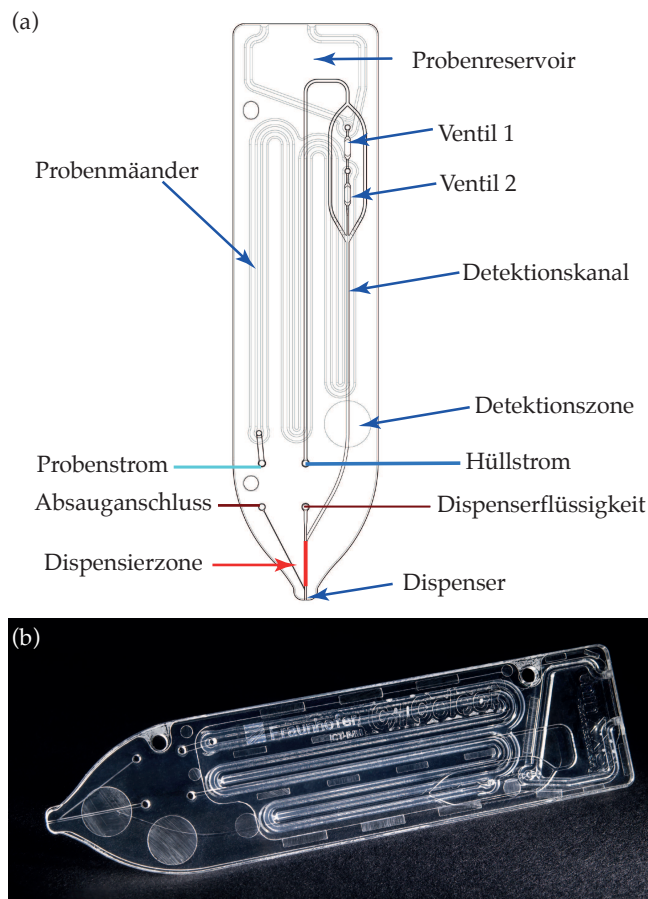 (a)
Probenreservoir
Ventil 1
Probenmäander
Ventil 2
Detektionskanal
Detektionszone
Probenstrom
Hüllstrom
Absauganschluss
Dispenserflüssigkeit
Dispensierzone
Dispenser
(b)
Fraunhofer